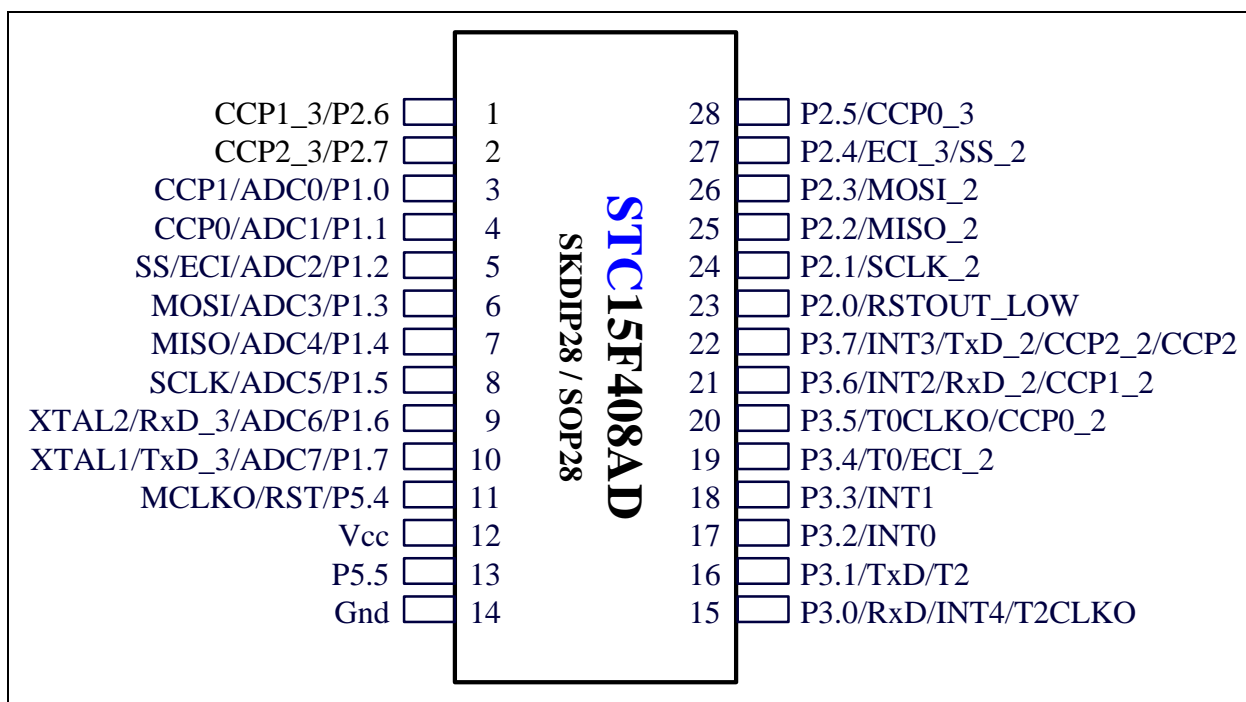 CCP1_3/P2.6 1
CCP2_3/P2.7 2
CCP1/ADC0/P1.0 3
CCP0/ADC1/P1.1 4
SS/ECI/ADC2/P1.2 5
MOSI/ADC3/P1.3 6
MISO/ADC4/P1.4 7
SCLK/ADC5/P1.5 8
XTAL2/RxD_3/ADC6/P1.6 9
XTAL1/TxD_3/ADC7/P1.7 10
MCLKO/RST/P5.4 11
Vcc 12
P5.5 13
Gnd 14
STC15F408AD
SKDIP28 / SOP28
28 P2.5/CCP0_3
27 P2.4/ECI_3/SS_2
26 P2.3/MOSI_2
25 P2.2/MISO_2
24 P2.1/SCLK_2
23 P2.0/RSTOUT_LOW
22 P3.7/INT3/TxD_2/CCP2_2/CCP2
21 P3.6/INT2/RxD_2/CCP1_2
20 P3.5/T0CLKO/CCP0_2
19 P3.4/T0/ECI_2
18 P3.3/INT1
17 P3.2/INT0
16 P3.1/TxD/T2
15 P3.0/RxD/INT4/T2CLKO